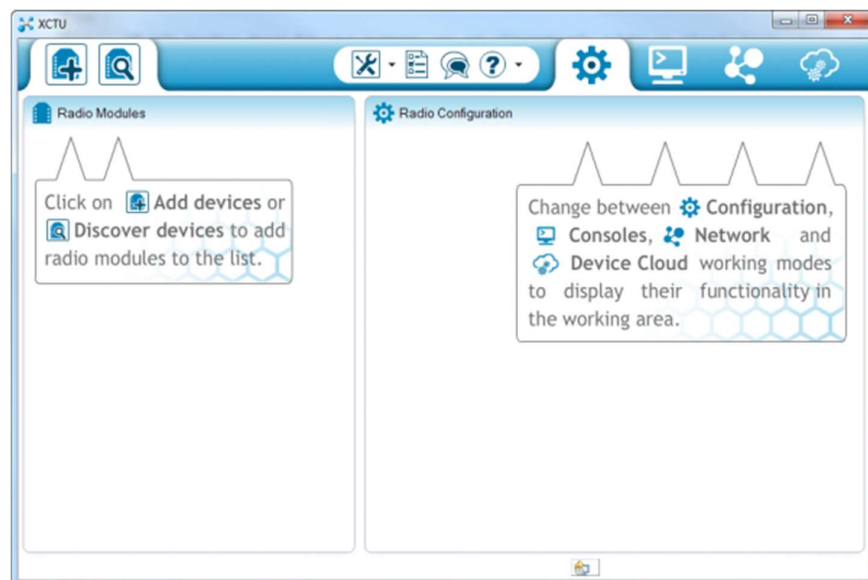 XCTU
Radio Modules
Radio Configuration
Click on Add devices or
Discover devices to add
radio modules to the list.
Change between Configuration,
Consoles, Network and
Device Cloud working modes
to display their functionality in
the working area.